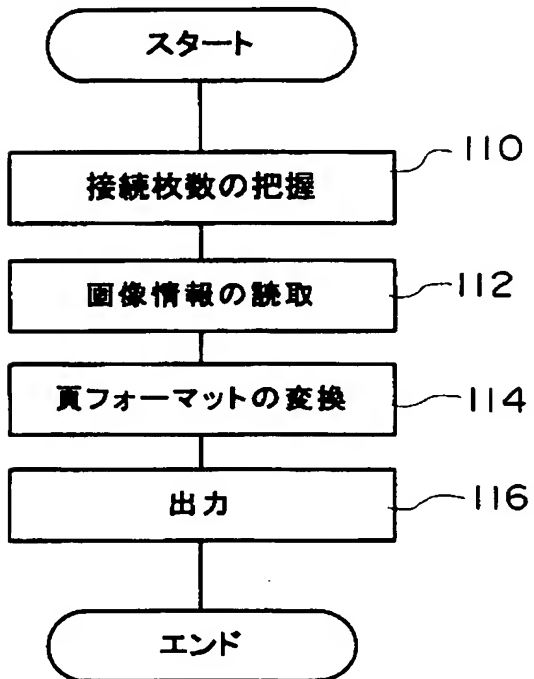 スタート
接続枚数の把握
110
画像情報の読取
112
頁フォーマットの変換
114
出力
116
エンド